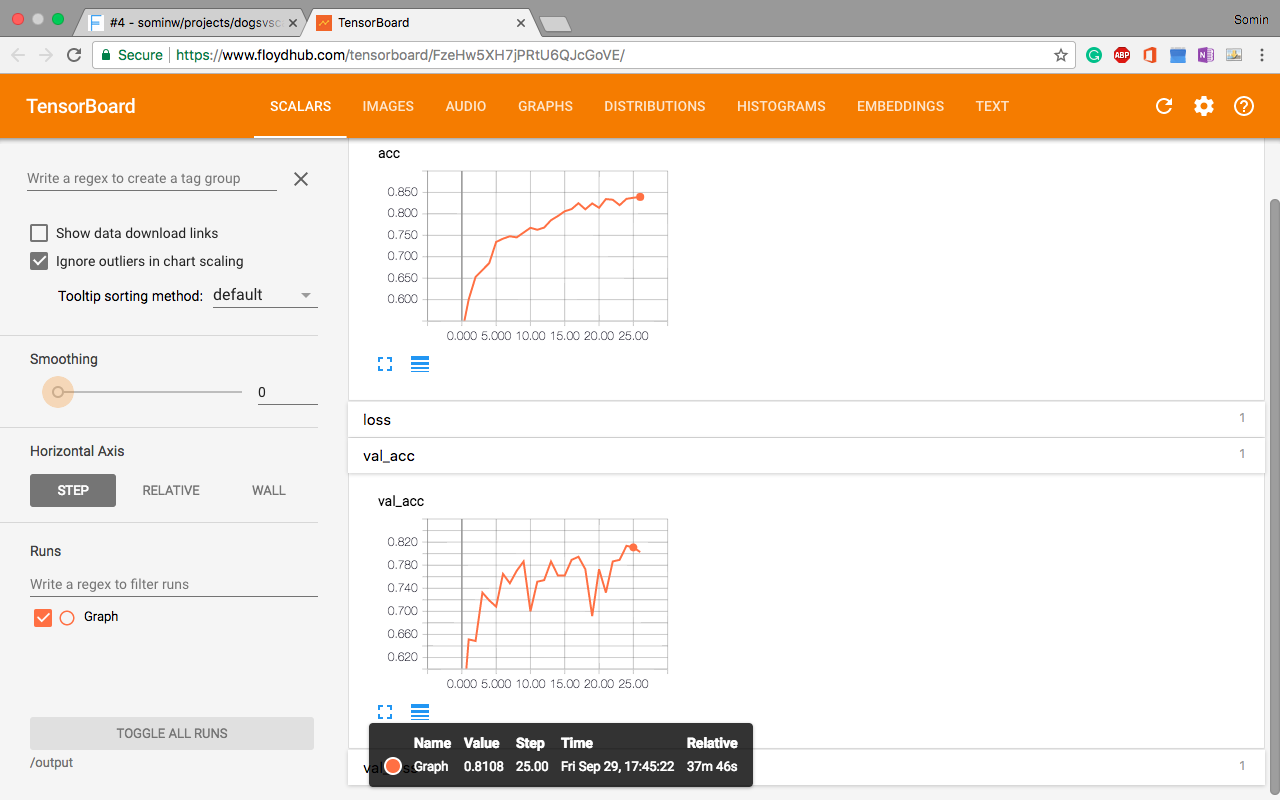 #4 - sominw/projects/dogsvsc
TensorBoard
Somin
Secure
https://www.floydhub.com/tensorboard/FzeHw5XH7jPRtU6QJcGoVE/
ABP
TensorBoard
SCALARS
IMAGES
AUDIO
GRAPHS
DISTRIBUTIONS
HISTOGRAMS
EMBEDDINGS
TEXT
Write a regex to create a tag group
Show data download links
Ignore outliers in chart scaling
Tooltip sorting method: default
Smoothing
0
Horizontal Axis
STEP RELATIVE WALL
Runs
Write a regex to filter runs
Graph
TOGGLE ALL RUNS
/output
acc
0.850
0.800
0.750
0.700
0.650
0.600
0.000 5.000 10.00 15.00 20.00 25.00
loss 1
val_acc 1
val_acc
0.820
0.780
0.740
0.700
0.660
0.620
0.000 5.000 10.00 15.00 20.00 25.00
Name Value Step Time Relative
Graph 0.8108 25.00 Fri Sep 29, 17:45:22 37m 46s
1